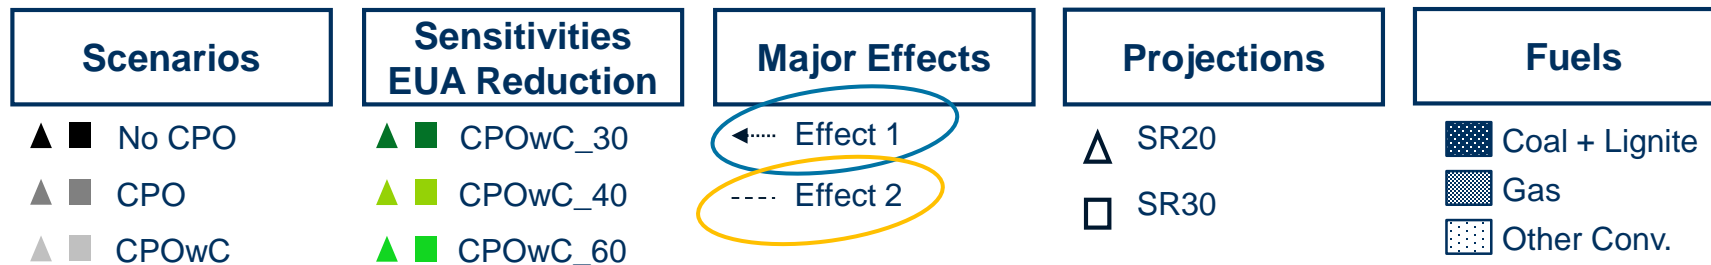 Scenarios
No CPO
CPO
CPOwC
Sensitivities
EUA Reduction
CPOwC_30
CPOwC_40
CPOwC_60
Major Effects
Effect 1
Effect 2
Projections
SR20
SR30
Fuels
Coal + Lignite
Gas
Other Conv.